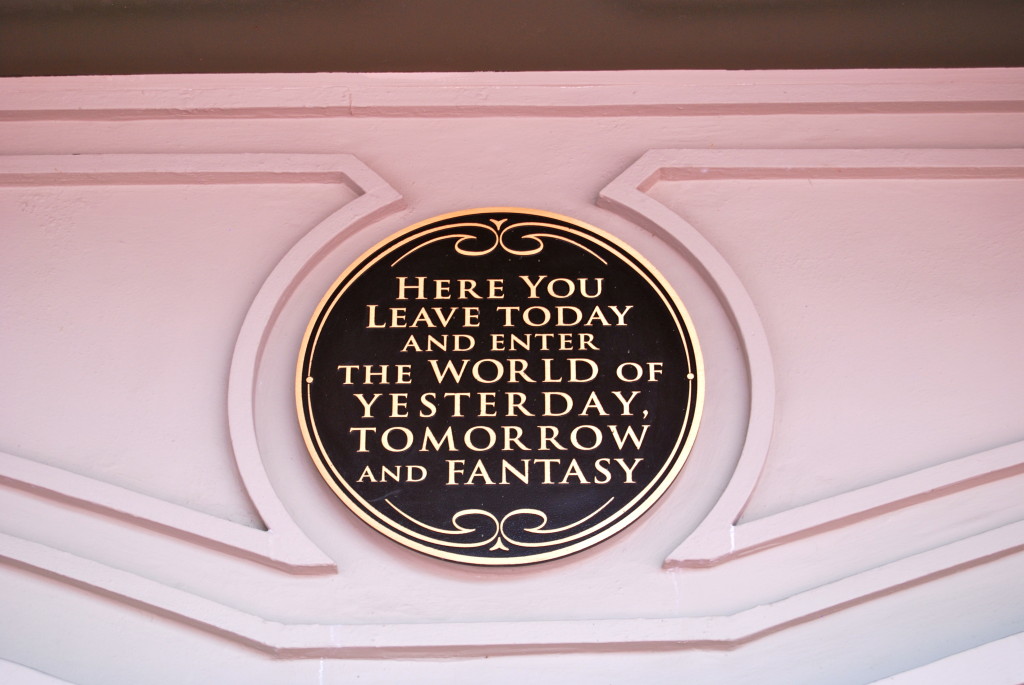 HERE YOU
LEAVE TODAY
AND ENTER
THE WORLD OF
YESTERDAY,
TOMORROW
AND FANTASY